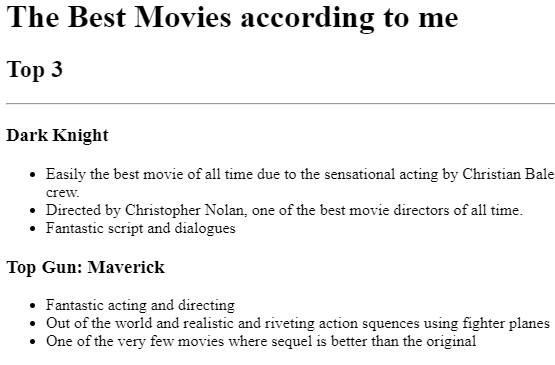 The Best Movies according to me
Top 3
Dark Knight
Easily the best movie of all time due to the sensational acting by Christian Bale
crew.
Directed by Christopher Nolan, one of the best movie directors of all time.
Fantastic script and dialogues
Top Gun: Maverick
Fantastic acting and directing
Out of the world and realistic and riveting action squences using fighter planes
One of the very few movies where sequel is better than the original